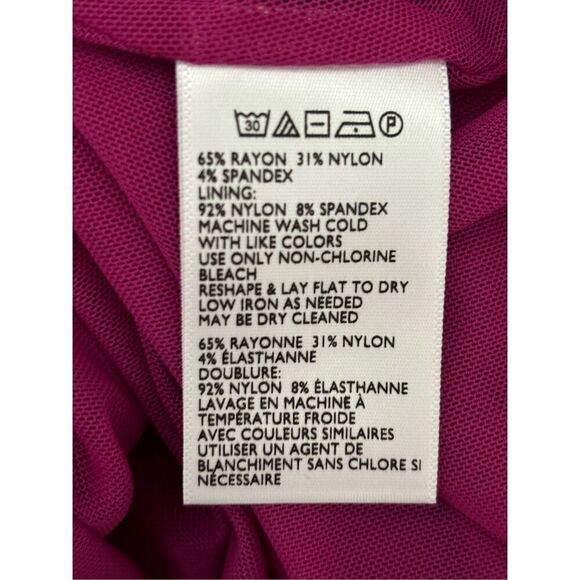 30 P
65% RAYON 31% NYLON
4% SPANDEX
LINING:
92% NYLON 8% SPANDEX
MACHINE WASH COLD
WITH LIKE COLORS
USE ONLY NON-CHLORINE
BLEACH
RESHAPE & LAY FLAT TO DRY
LOW IRON AS NEEDED
MAY BE DRY CLEANED
65% RAYONNE 31% NYLON
4% ÉLASTHANNE
DOUBLURE:
92% NYLON 8% ÉLASTHANNE
LAVAGE EN MACHINE À
TEMPÉRATURE FROIDE
AVEC COULEURS SIMILAIRES
UTILISER UN AGENT DE
BLANCHIMENT SANS CHLORE SI
NÉCESSAIRE